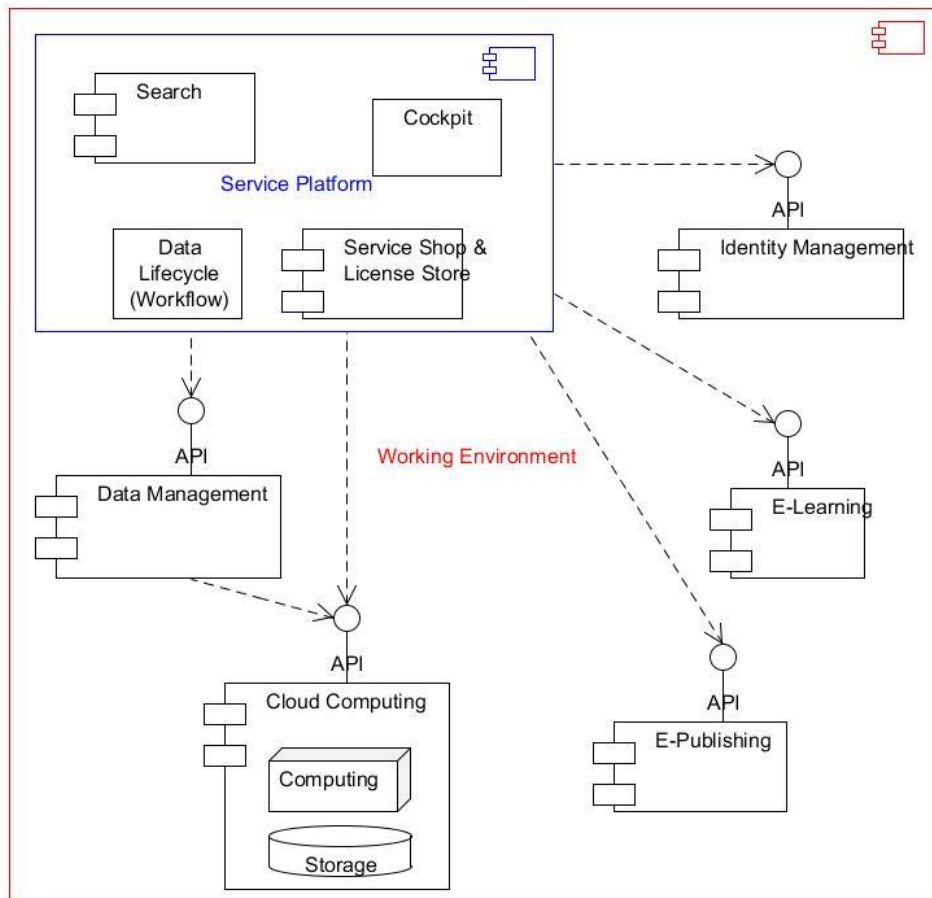 Search
Cockpit
Service Platform
Data
Lifecycle
(Workflow)
Service Shop &
License Store
API
Identity Management
API
Data Management
Working Environment
API
E-Learning
API
Cloud Computing
Computing
Storage
API
E-Publishing